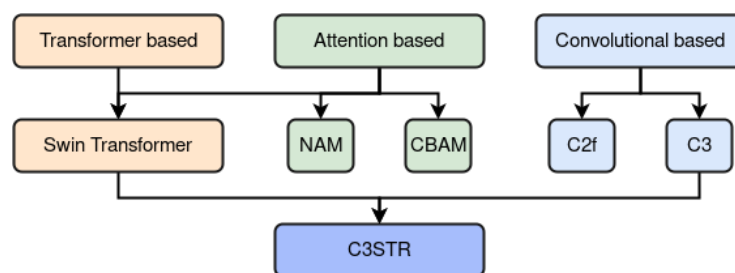 Transformer based
Attention based
Convolutional based
Swin Transformer
NAM
CBAM
C2f
C3
C3STR